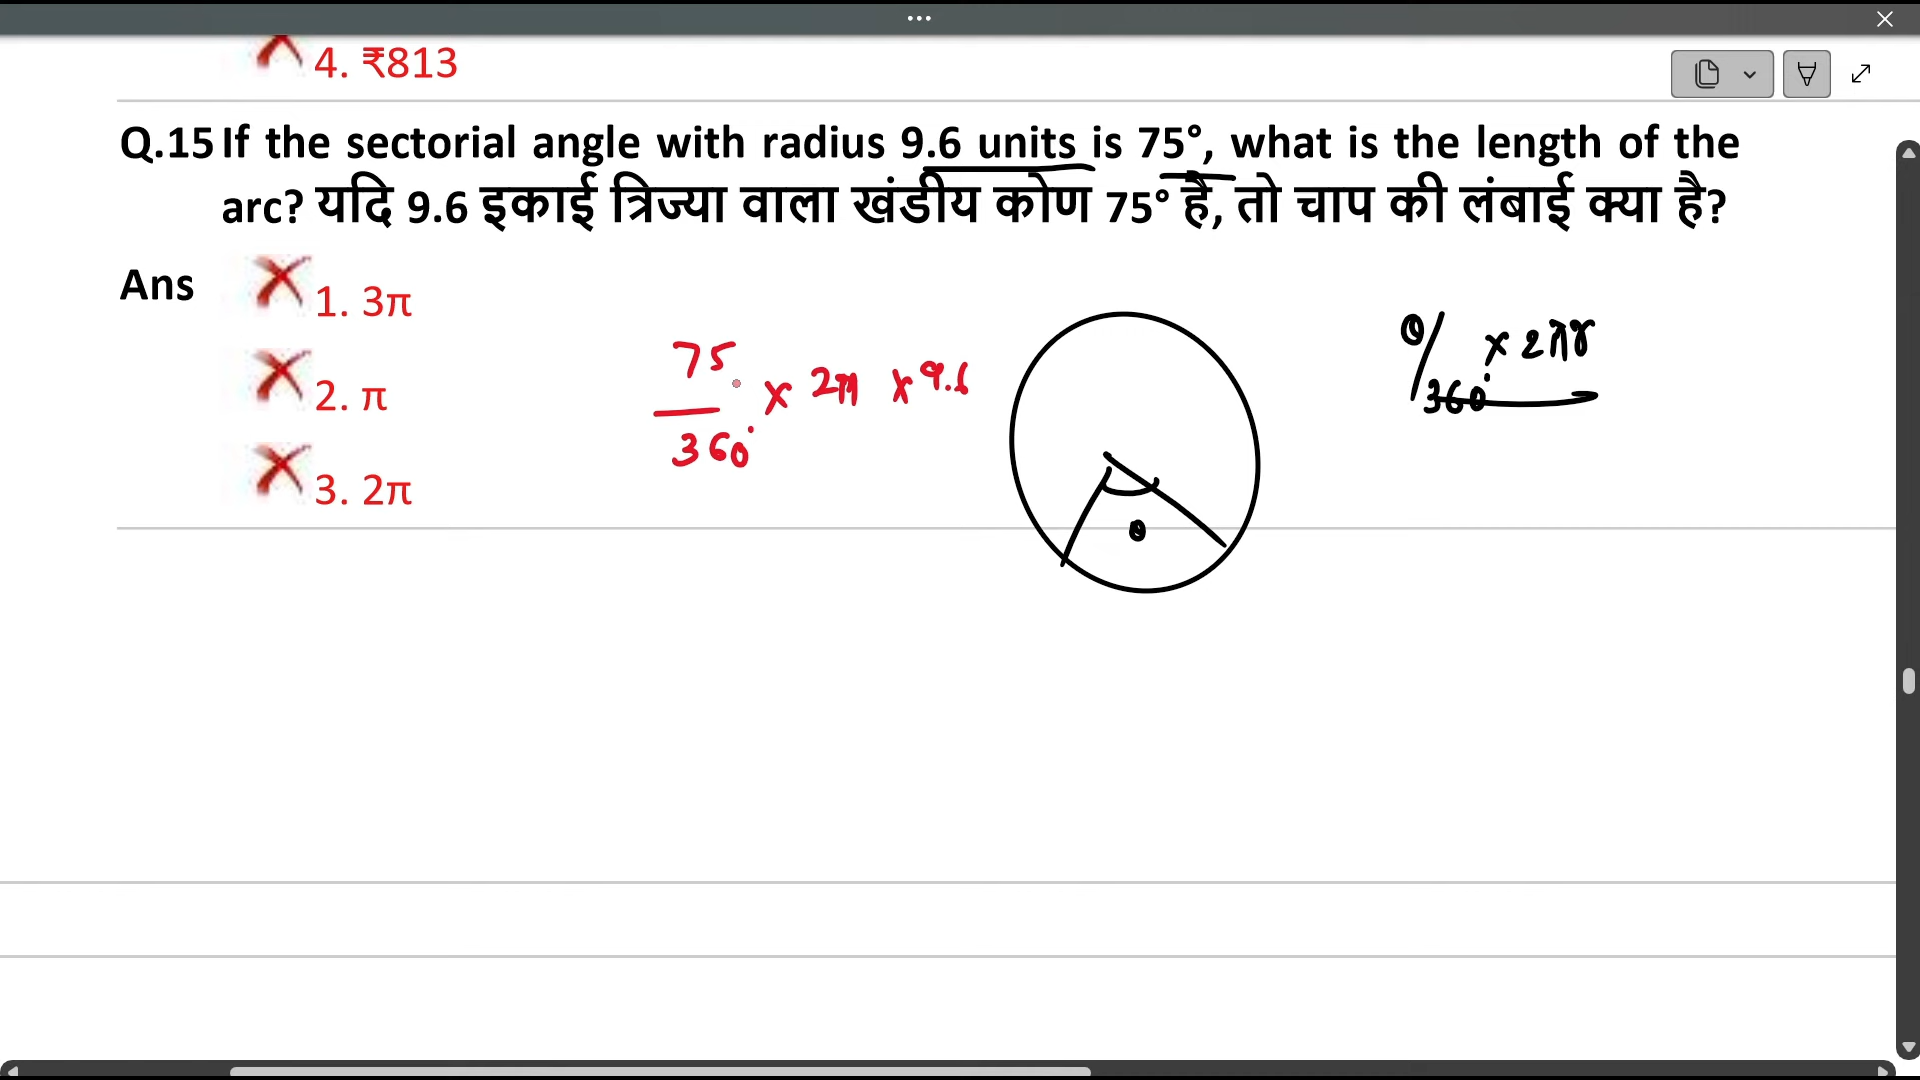 4. ₹813
Q.15 If the sectorial angle with radius 9.6 units is 75°, what is the length of the
arc? यदि 9.6 इकाई त्रिज्या वाला खंडीय कोण 75° है, तो चाप की लंबाई क्या है?
Ans
1. 3π
2. π
3. 2π
75
360° × 2π × 9.6
θ
θ/360° × 2πr